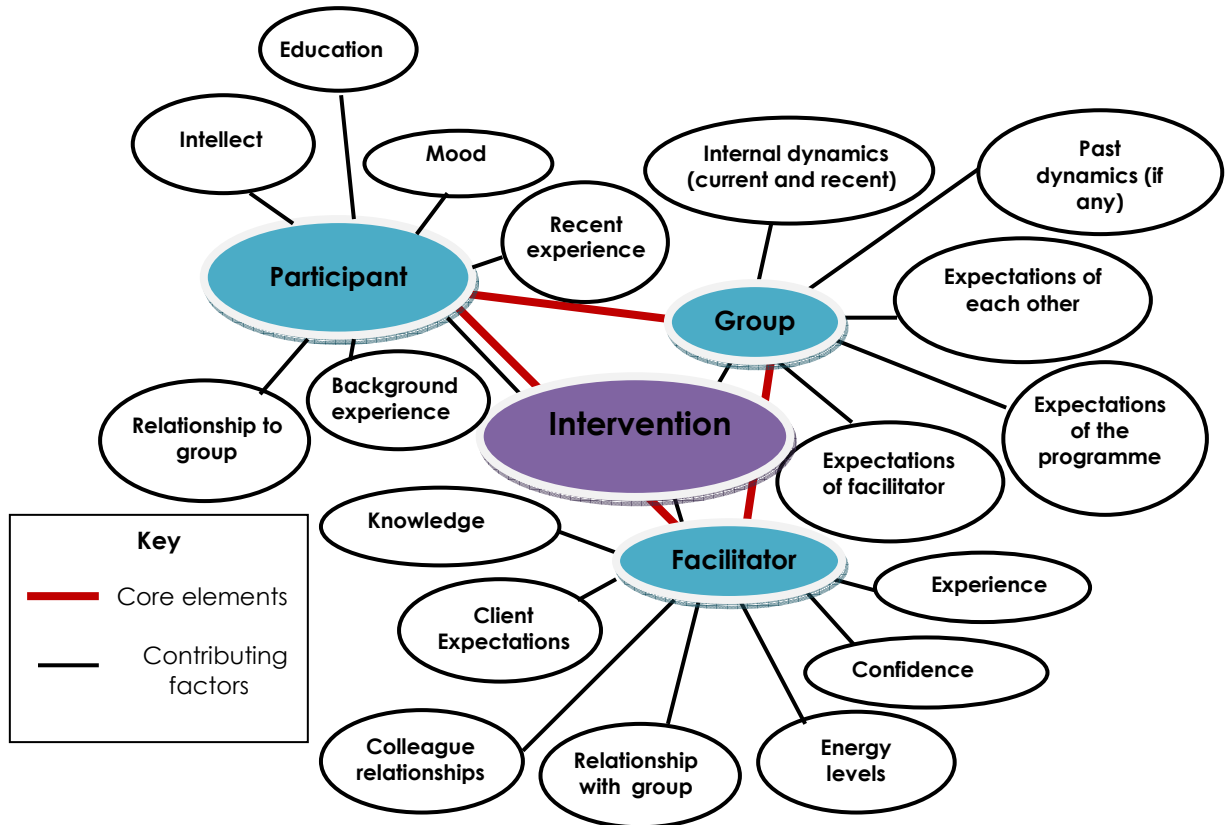 Education
Intellect
Mood
Internal dynamics
(current and recent)
Past
dynamics (if
any)
Recent
experience
Participant
Expectations of
each other
Group
Background
experience
Relationship to
group
Intervention
Expectations
of the
programme
Expectations
of facilitator
Knowledge
Facilitator
Experience
Client
Expectations
Confidence
Colleague
relationships
Relationship
with group
Energy
levels
Key
Core elements
Contributing
factors